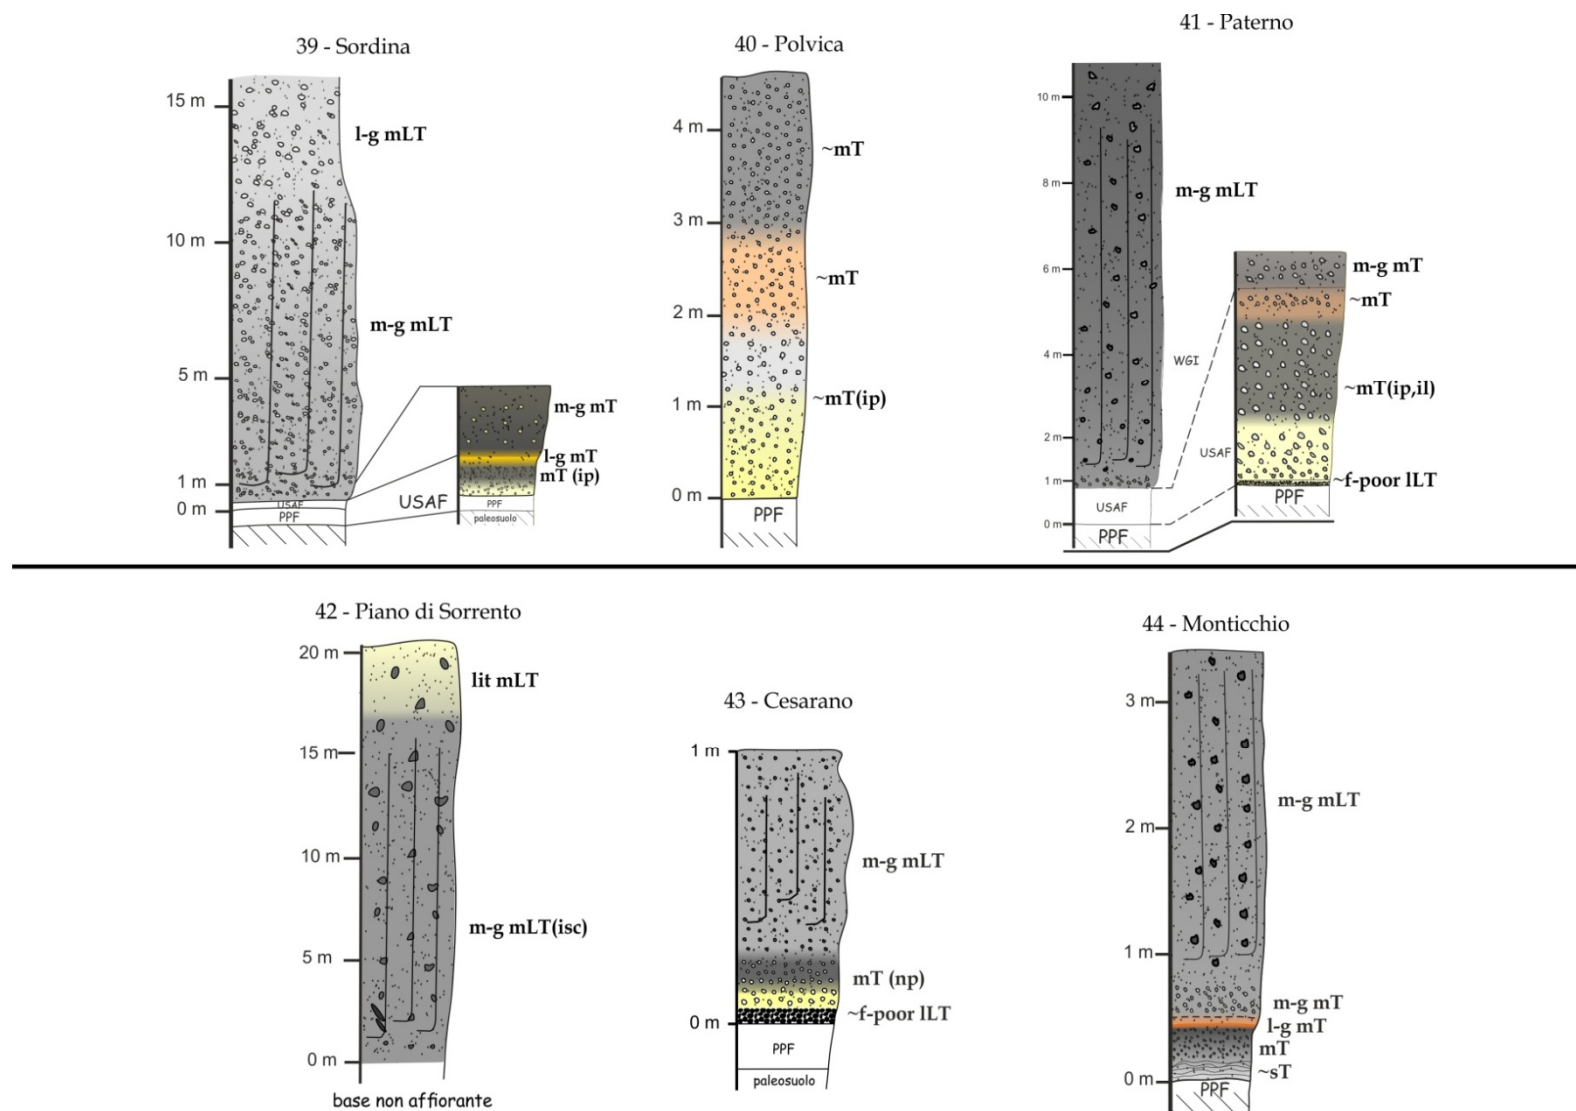 39 - Sordina
15 m
10 m
5 m
1 m
0 m
l-g mLT
m-g mLT
USAF
PPF
USAF
m-g mT
l-g mT
mT (ip)
PPF
paleosuolo
40 - Polvica
4 m
3 m
2 m
1 m
0 m
~mT
~mT
~mT(ip)
PPF
41 - Paterno
10 m
8 m
6 m
4 m
2 m
1 m
0 m
m-g mLT
WGI
USAF
USAF
PPF
m-g mT
~mT
~mT(ip,il)
~f-poor lLT
PPF
42 - Piano di Sorrento
20 m
15 m
10 m
5 m
0 m
lit mLT
m-g mLT(isc)
base non affiorante
43 - Cesarano
1 m
0 m
m-g mLT
mT (np)
~f-poor lLT
PPF
paleosuolo
44 - Monticchio
3 m
2 m
1 m
0 m
m-g mLT
m-g mT
l-g mT
mT
~sT
PPF